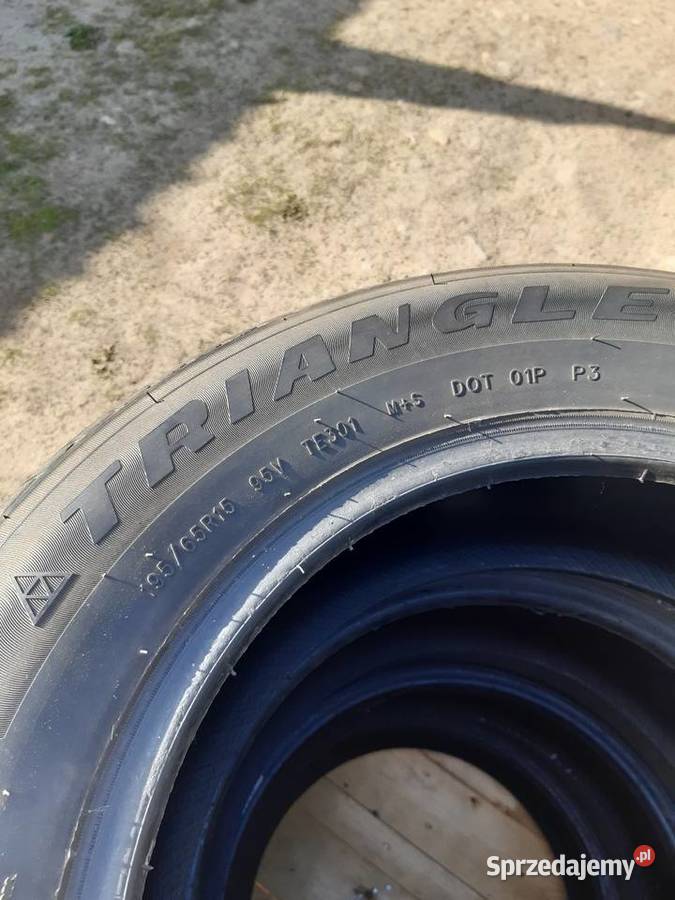 TRIANGLE
195/65R15 95V TE301 M+S DOT 01P P3
Sprzedajemy.pl